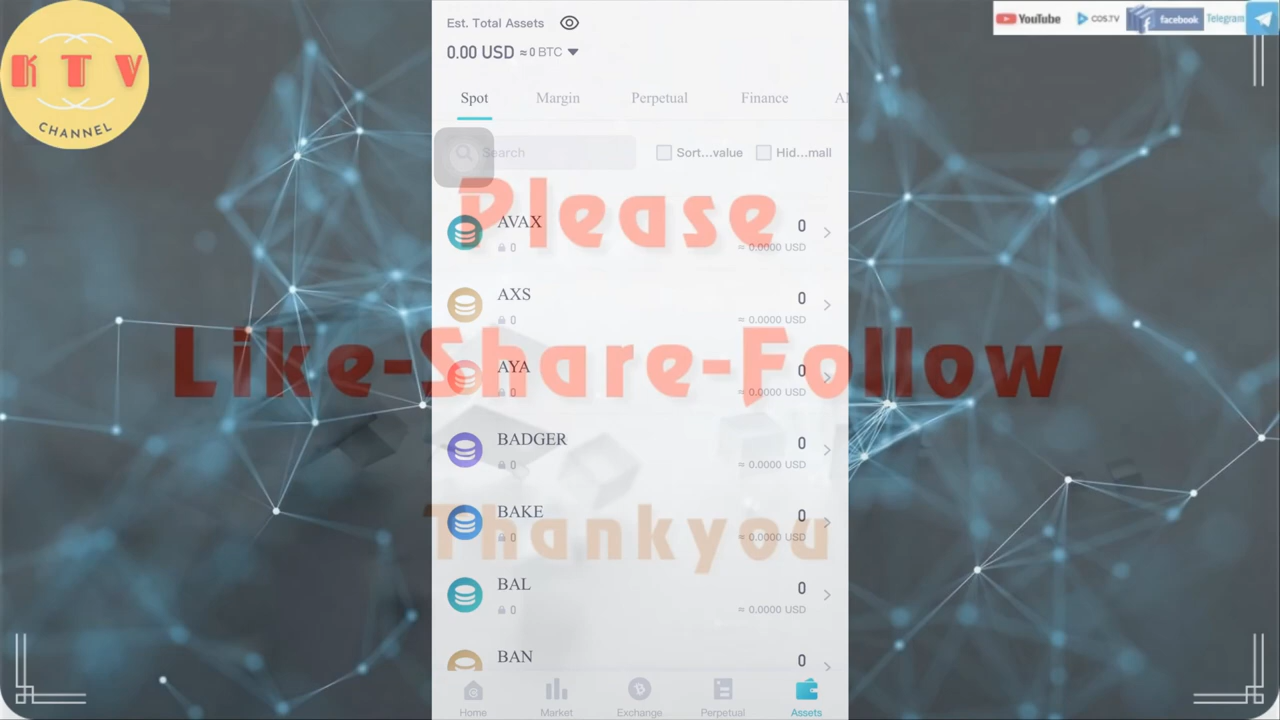 K T V
CHANNEL
YouTube
COS.TV
facebook
Telegram
Est. Total Assets
0.00 USD ≈ 0 BTC
Spot
Margin
Perpetual
Finance
Search
Sort...value
Hid...mall
Please
AVAX 0
0 ≈ 0.0000 USD
AXS 0
0 ≈ 0.0000 USD
Like-Share-Follow
AYA 0
0 ≈ 0.0000 USD
BADGER 0
0 ≈ 0.0000 USD
Thankyou
BAKE 0
0 ≈ 0.0000 USD
BAL 0
0 ≈ 0.0000 USD
BAN 0
Home
Market
Exchange
Perpetual
Assets